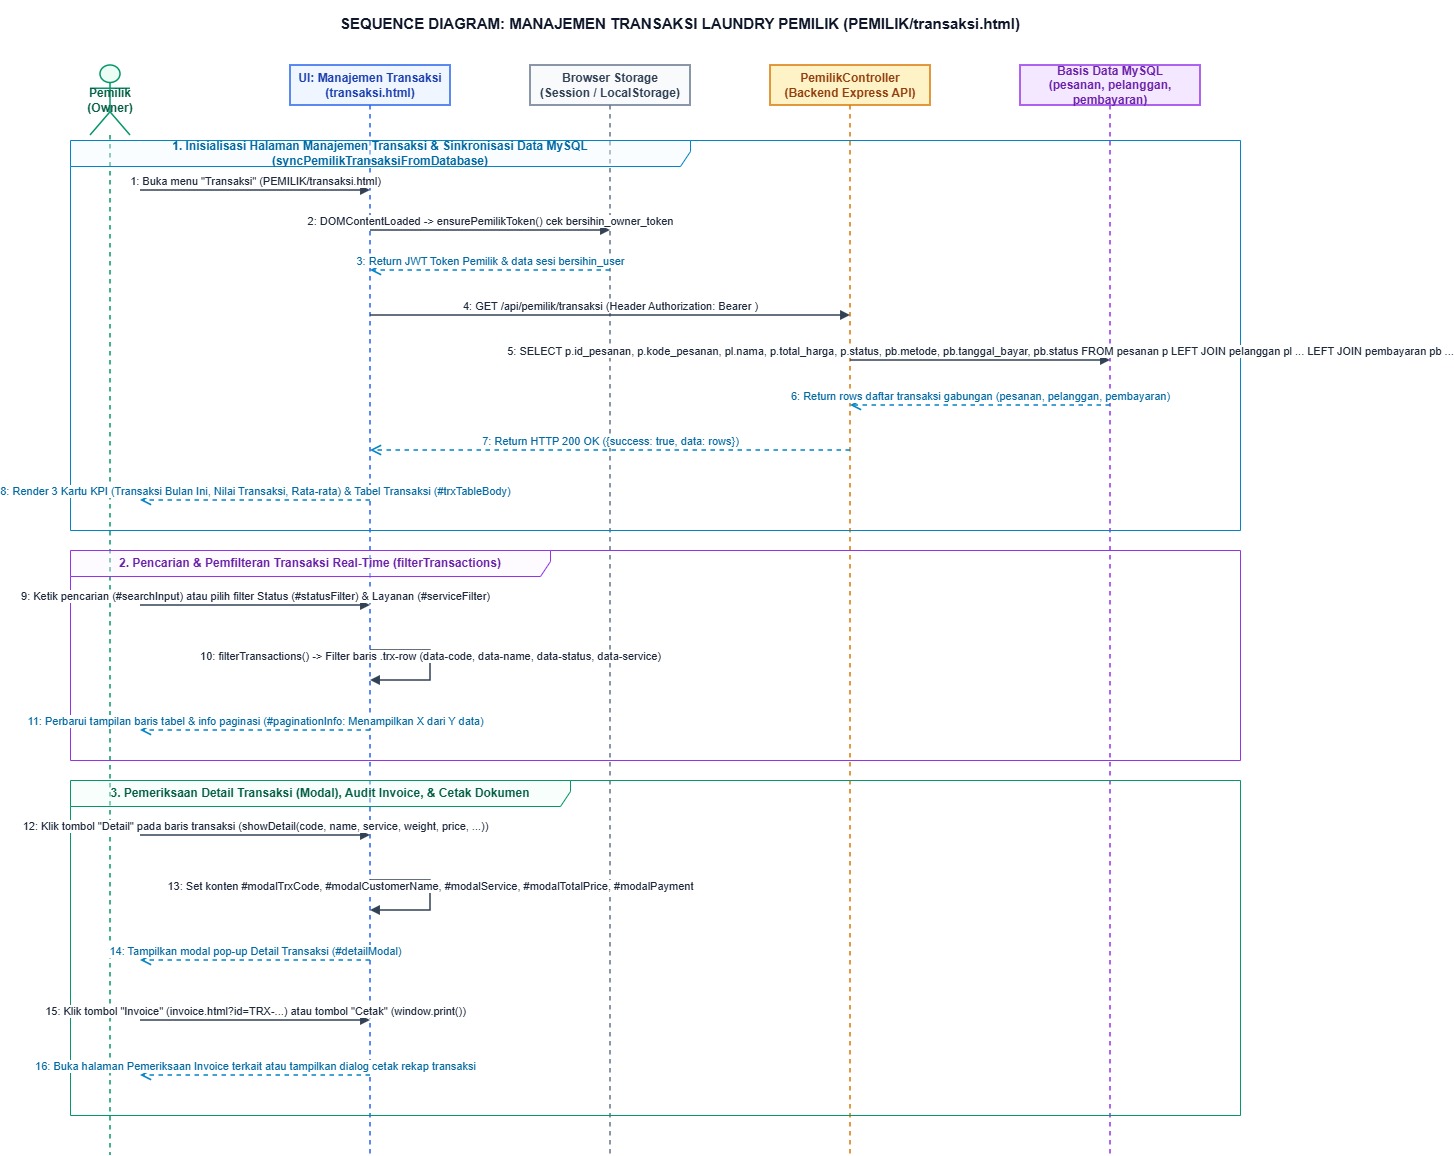 SEQUENCE DIAGRAM: MANAJEMEN TRANSAKSI LAUNDRY PEMILIK (PEMILIK/transaksi.html)
Pemilik
(Owner)
UI: Manajemen Transaksi
(transaksi.html)
Browser Storage
(Session / LocalStorage)
PemilikController
(Backend Express API)
Basis Data MySQL
(pesanan, pelanggan,
pembayaran)
1. Inisialisasi Halaman Manajemen Transaksi & Sinkronisasi Data MySQL
(syncPemilikTransaksiFromDatabase)
1: Buka menu "Transaksi" (PEMILIK/transaksi.html)
2: DOMContentLoaded -> ensurePemilikToken() cek bersihin_owner_token
3: Return JWT Token Pemilik & data sesi bersihin_user
4: GET /api/pemilik/transaksi (Header Authorization: Bearer )
5: SELECT p.id_pesanan, p.kode_pesanan, pl.nama, p.total_harga, p.status, pb.metode, pb.tanggal_bayar, pb.status FROM pesanan p LEFT JOIN pelanggan pl ... LEFT JOIN pembayaran pb ...
6: Return rows daftar transaksi gabungan (pesanan, pelanggan, pembayaran)
7: Return HTTP 200 OK ({success: true, data: rows})
8: Render 3 Kartu KPI (Transaksi Bulan Ini, Nilai Transaksi, Rata-rata) & Tabel Transaksi (#trxTableBody)
2. Pencarian & Pemfilteran Transaksi Real-Time (filterTransactions)
9: Ketik pencarian (#searchInput) atau pilih filter Status (#statusFilter) & Layanan (#serviceFilter)
10: filterTransactions() -> Filter baris .trx-row (data-code, data-name, data-status, data-service)
11: Perbarui tampilan baris tabel & info paginasi (#paginationInfo: Menampilkan X dari Y data)
3. Pemeriksaan Detail Transaksi (Modal), Audit Invoice, & Cetak Dokumen
12: Klik tombol "Detail" pada baris transaksi (showDetail(code, name, service, weight, price, ...))
13: Set konten #modalTrxCode, #modalCustomerName, #modalService, #modalTotalPrice, #modalPayment
14: Tampilkan modal pop-up Detail Transaksi (#detailModal)
15: Klik tombol "Invoice" (invoice.html?id=TRX-...) atau tombol "Cetak" (window.print())
16: Buka halaman Pemeriksaan Invoice terkait atau tampilkan dialog cetak rekap transaksi